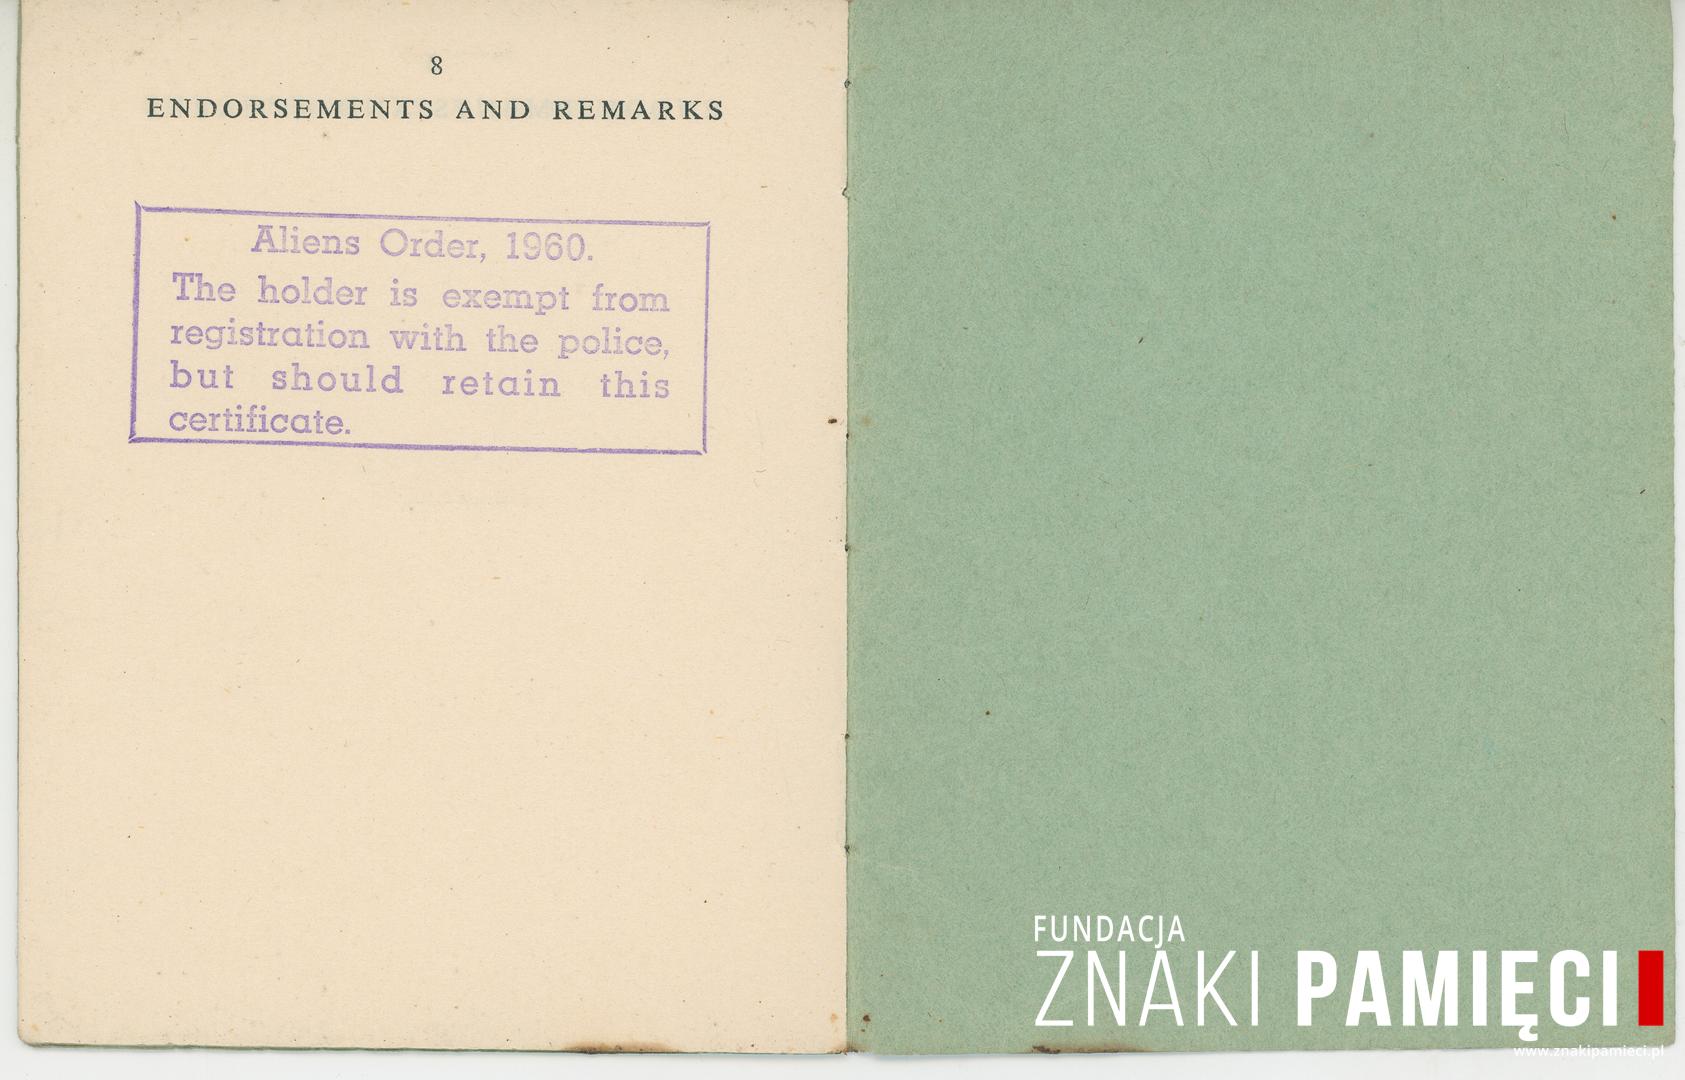 8
ENDORSEMENTS AND REMARKS
Aliens Order, 1960.
The holder is exempt from
registration with the police,
but should retain this
certificate.
FUNDACJA
ZNAKI PAMIĘCI
www.znakipamieci.pl